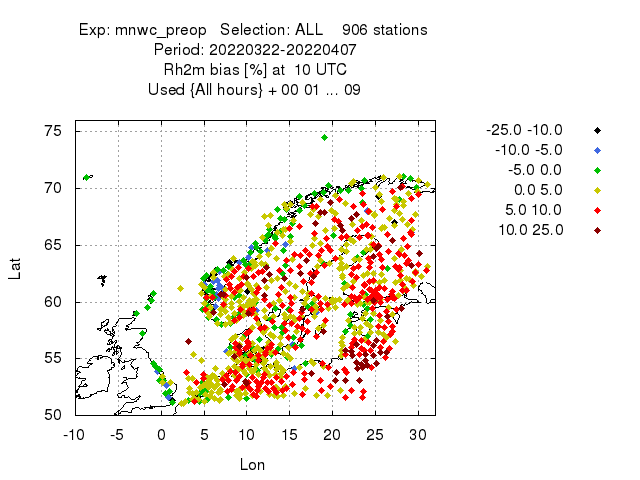 Exp: mnwc_preop   Selection: ALL    906 stations
Period: 20220322-20220407
Rh2m bias [%] at  10 UTC
Used {All hours} + 00 01 ... 09
-25.0 -10.0
-10.0 -5.0
-5.0 0.0
0.0 5.0
5.0 10.0
10.0 25.0
75
70
65
60
55
50
Lat
-10 -5 0 5 10 15 20 25 30
Lon